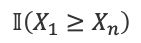 𝕀(𝑋₁ ≥ 𝑋ₙ)